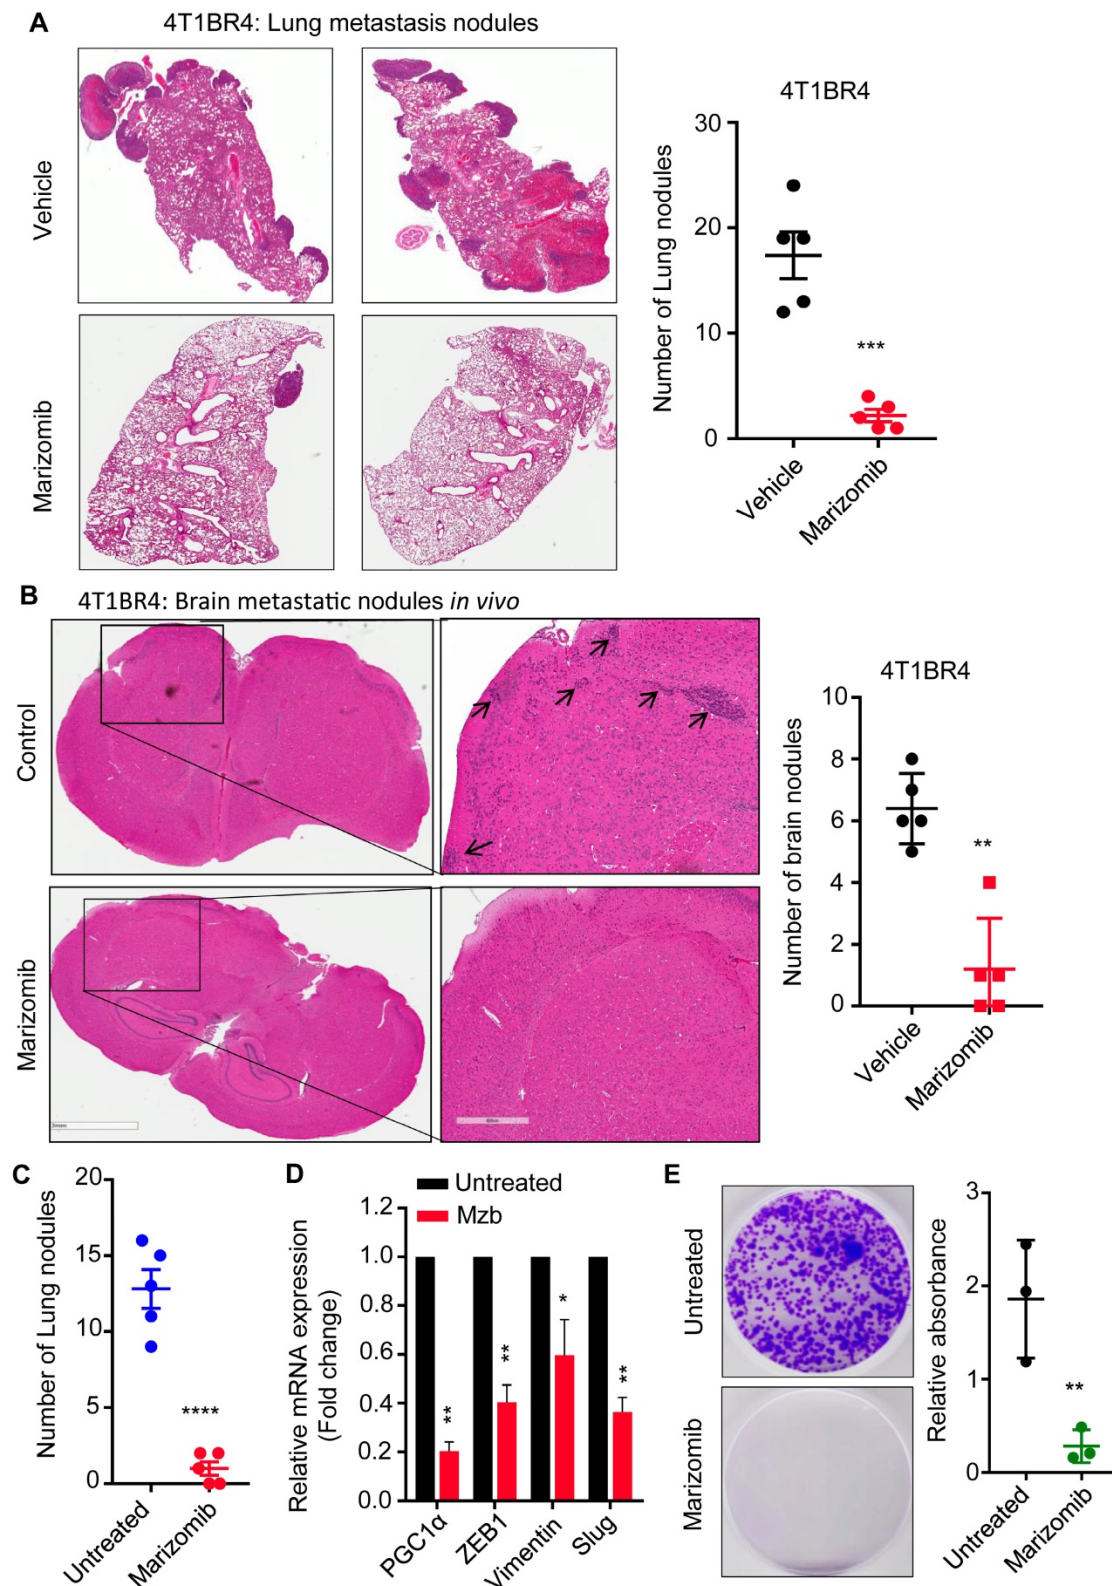 A
4T1BR4: Lung metastasis nodules
Vehicle
Marizomib
4T1BR4
Number of Lung nodules
30
20
10
0
***
Vehicle
Marizomib
B
4T1BR4: Brain metastatic nodules in vivo
Control
Marizomib
4T1BR4
Number of brain nodules
10
8
6
4
2
0
**
Vehicle
Marizomib
C
Number of Lung nodules
20
15
10
5
0
****
Untreated
Marizomib
D
Untreated
Mzb
Relative mRNA expression
(Fold change)
1.2
1.0
0.8
0.6
0.4
0.2
0.0
**
**
*
**
PGC1α
ZEB1
Vimentin
Slug
E
Untreated
Marizomib
Relative absorbance
3
2
1
0
**
Untreated
Marizomib